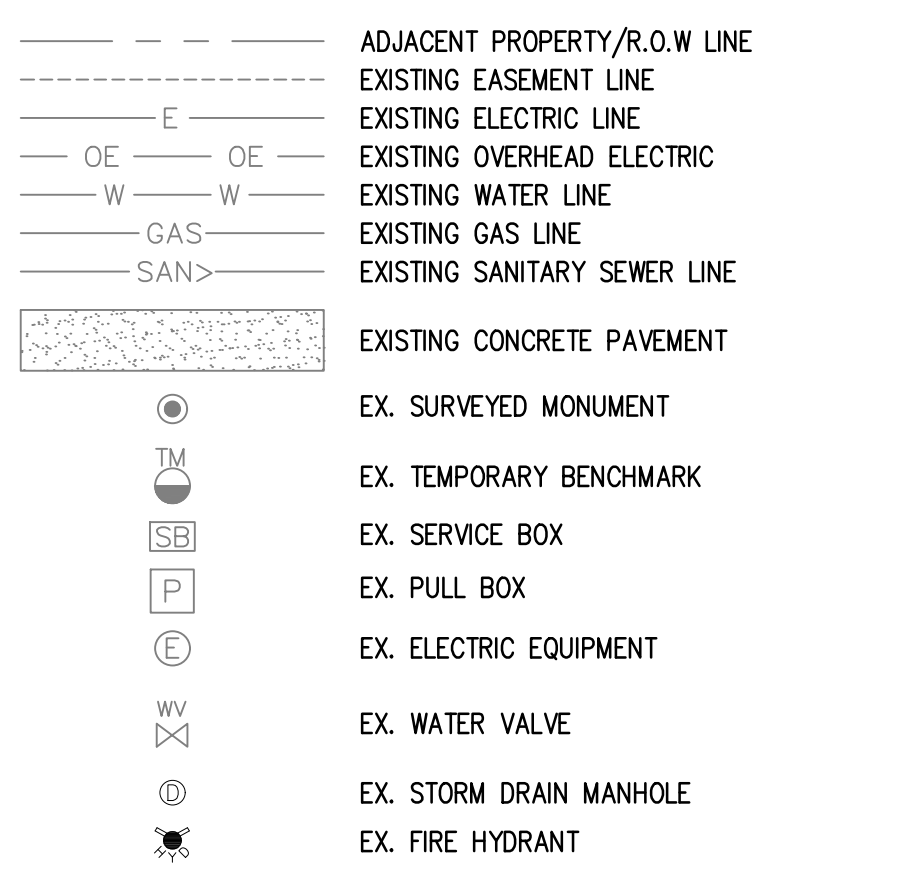 ADJACENT PROPERTY/R.O.W LINE
EXISTING EASEMENT LINE
E EXISTING ELECTRIC LINE
OE OE EXISTING OVERHEAD ELECTRIC
W W EXISTING WATER LINE
GAS EXISTING GAS LINE
SAN> EXISTING SANITARY SEWER LINE
EXISTING CONCRETE PAVEMENT
EX. SURVEYED MONUMENT
TM
EX. TEMPORARY BENCHMARK
SB EX. SERVICE BOX
P EX. PULL BOX
E EX. ELECTRIC EQUIPMENT
WV
EX. WATER VALVE
D EX. STORM DRAIN MANHOLE
HYD EX. FIRE HYDRANT